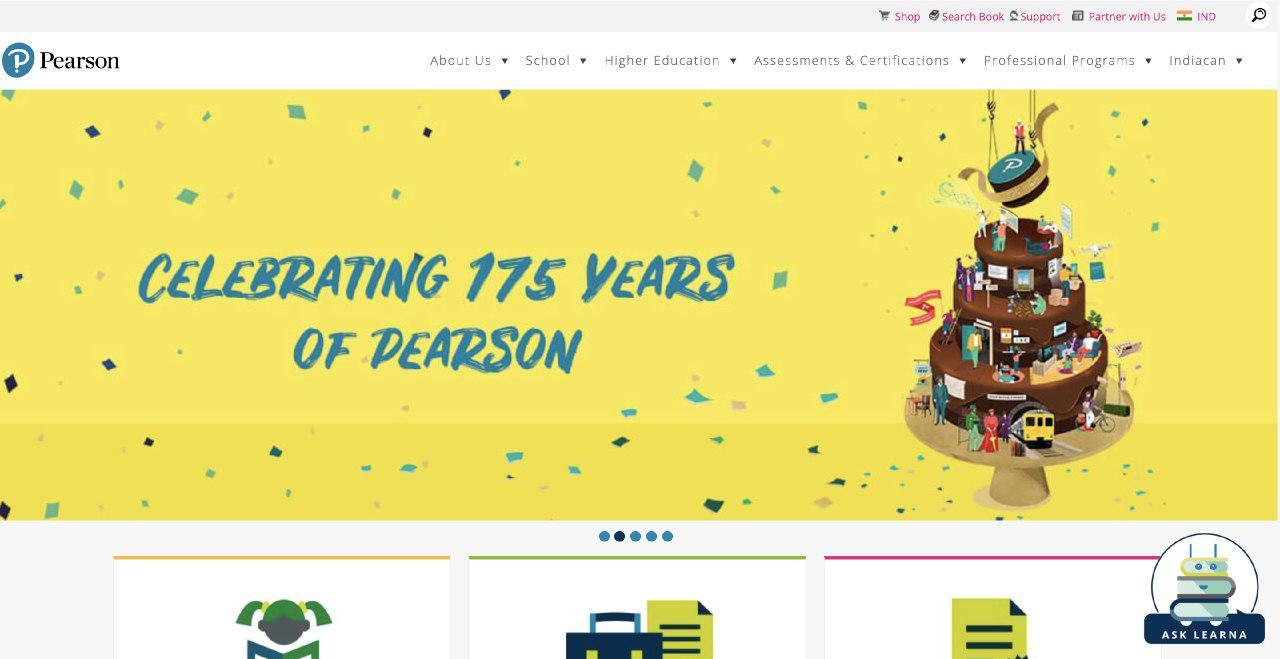 Shop Search Book Support Partner with Us IND
Pearson
About Us School Higher Education Assessments & Certifications Professional Programs Indiacan
CELEBRATING 175 YEARS
OF PEARSON
ASK LEARNA